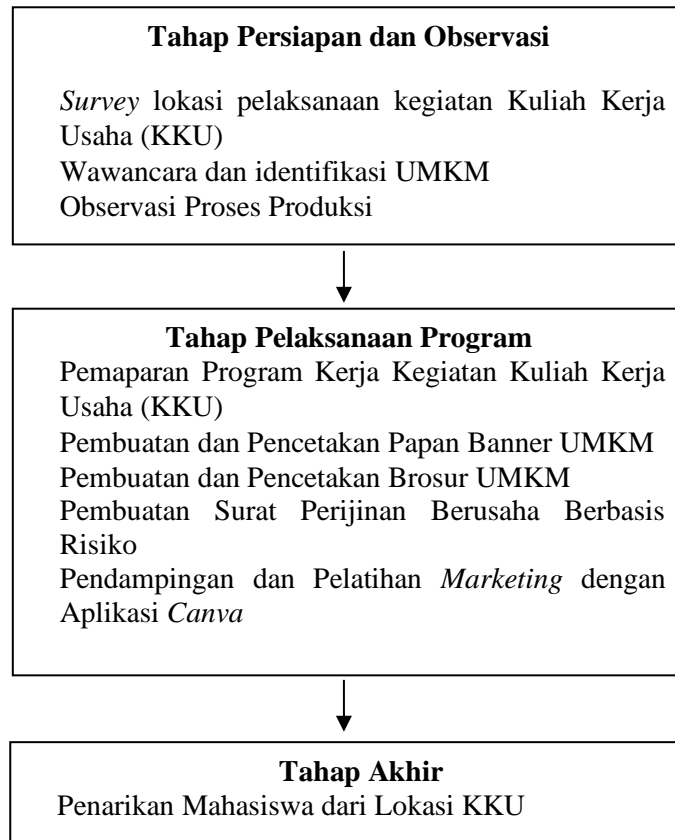 Tahap Persiapan dan Observasi
Survey lokasi pelaksanaan kegiatan Kuliah Kerja
Usaha (KKU)
Wawancara dan identifikasi UMKM
Observasi Proses Produksi
Tahap Pelaksanaan Program
Pemaparan Program Kerja Kegiatan Kuliah Kerja
Usaha (KKU)
Pembuatan dan Pencetakan Papan Banner UMKM
Pembuatan dan Pencetakan Brosur UMKM
Pembuatan Surat Perijinan Berusaha Berbasis
Risiko
Pendampingan dan Pelatihan Marketing dengan
Aplikasi Canva
Tahap Akhir
Penarikan Mahasiswa dari Lokasi KKU